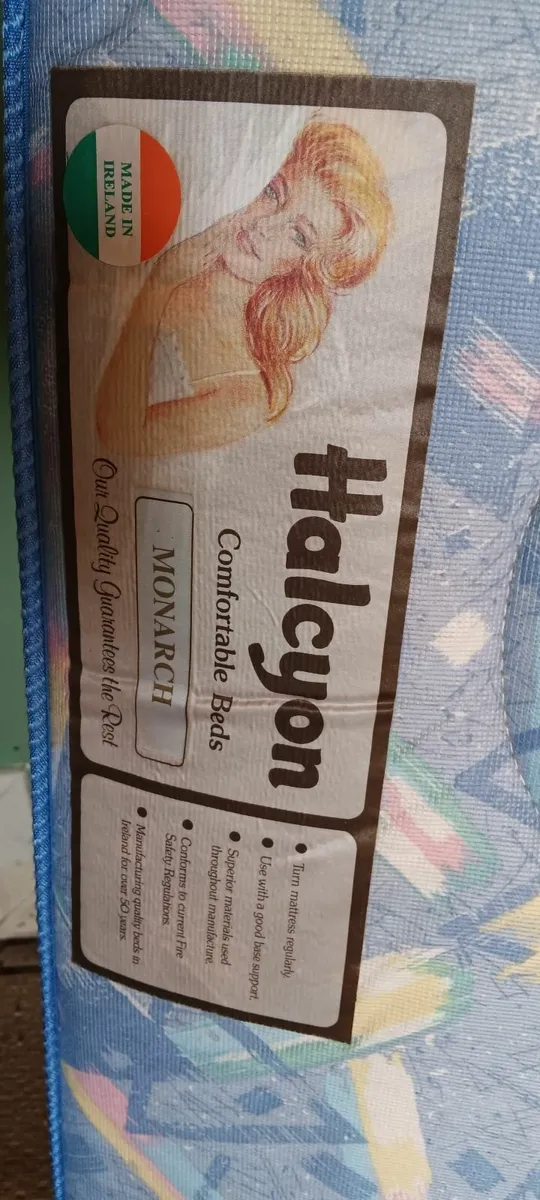 MADE IN
IRELAND
Halcyon
Comfortable Beds
MONARCH
Our Quality Guarantees the Rest
• Turn mattress regularly.
• Use with a good base support.
• Superior materials used
throughout manufacture.
• Conforms to current Fire
Safety Regulations.
• Manufacturing quality beds in
Ireland for over 50 years.